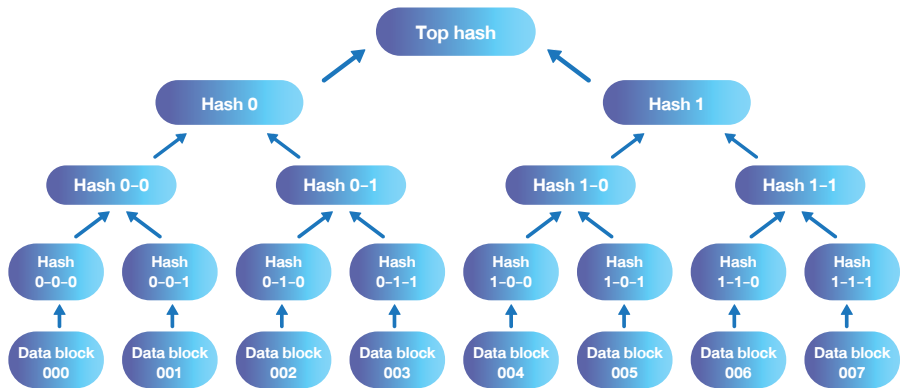 Top hash
Hash 0
Hash 1
Hash 0-0
Hash 0-1
Hash 1-0
Hash 1-1
Hash
0-0-0
Hash
0-0-1
Hash
0-1-0
Hash
0-1-1
Hash
1-0-0
Hash
1-0-1
Hash
1-1-0
Hash
1-1-1
Data block
000
Data block
001
Data block
002
Data block
003
Data block
004
Data block
005
Data block
006
Data block
007